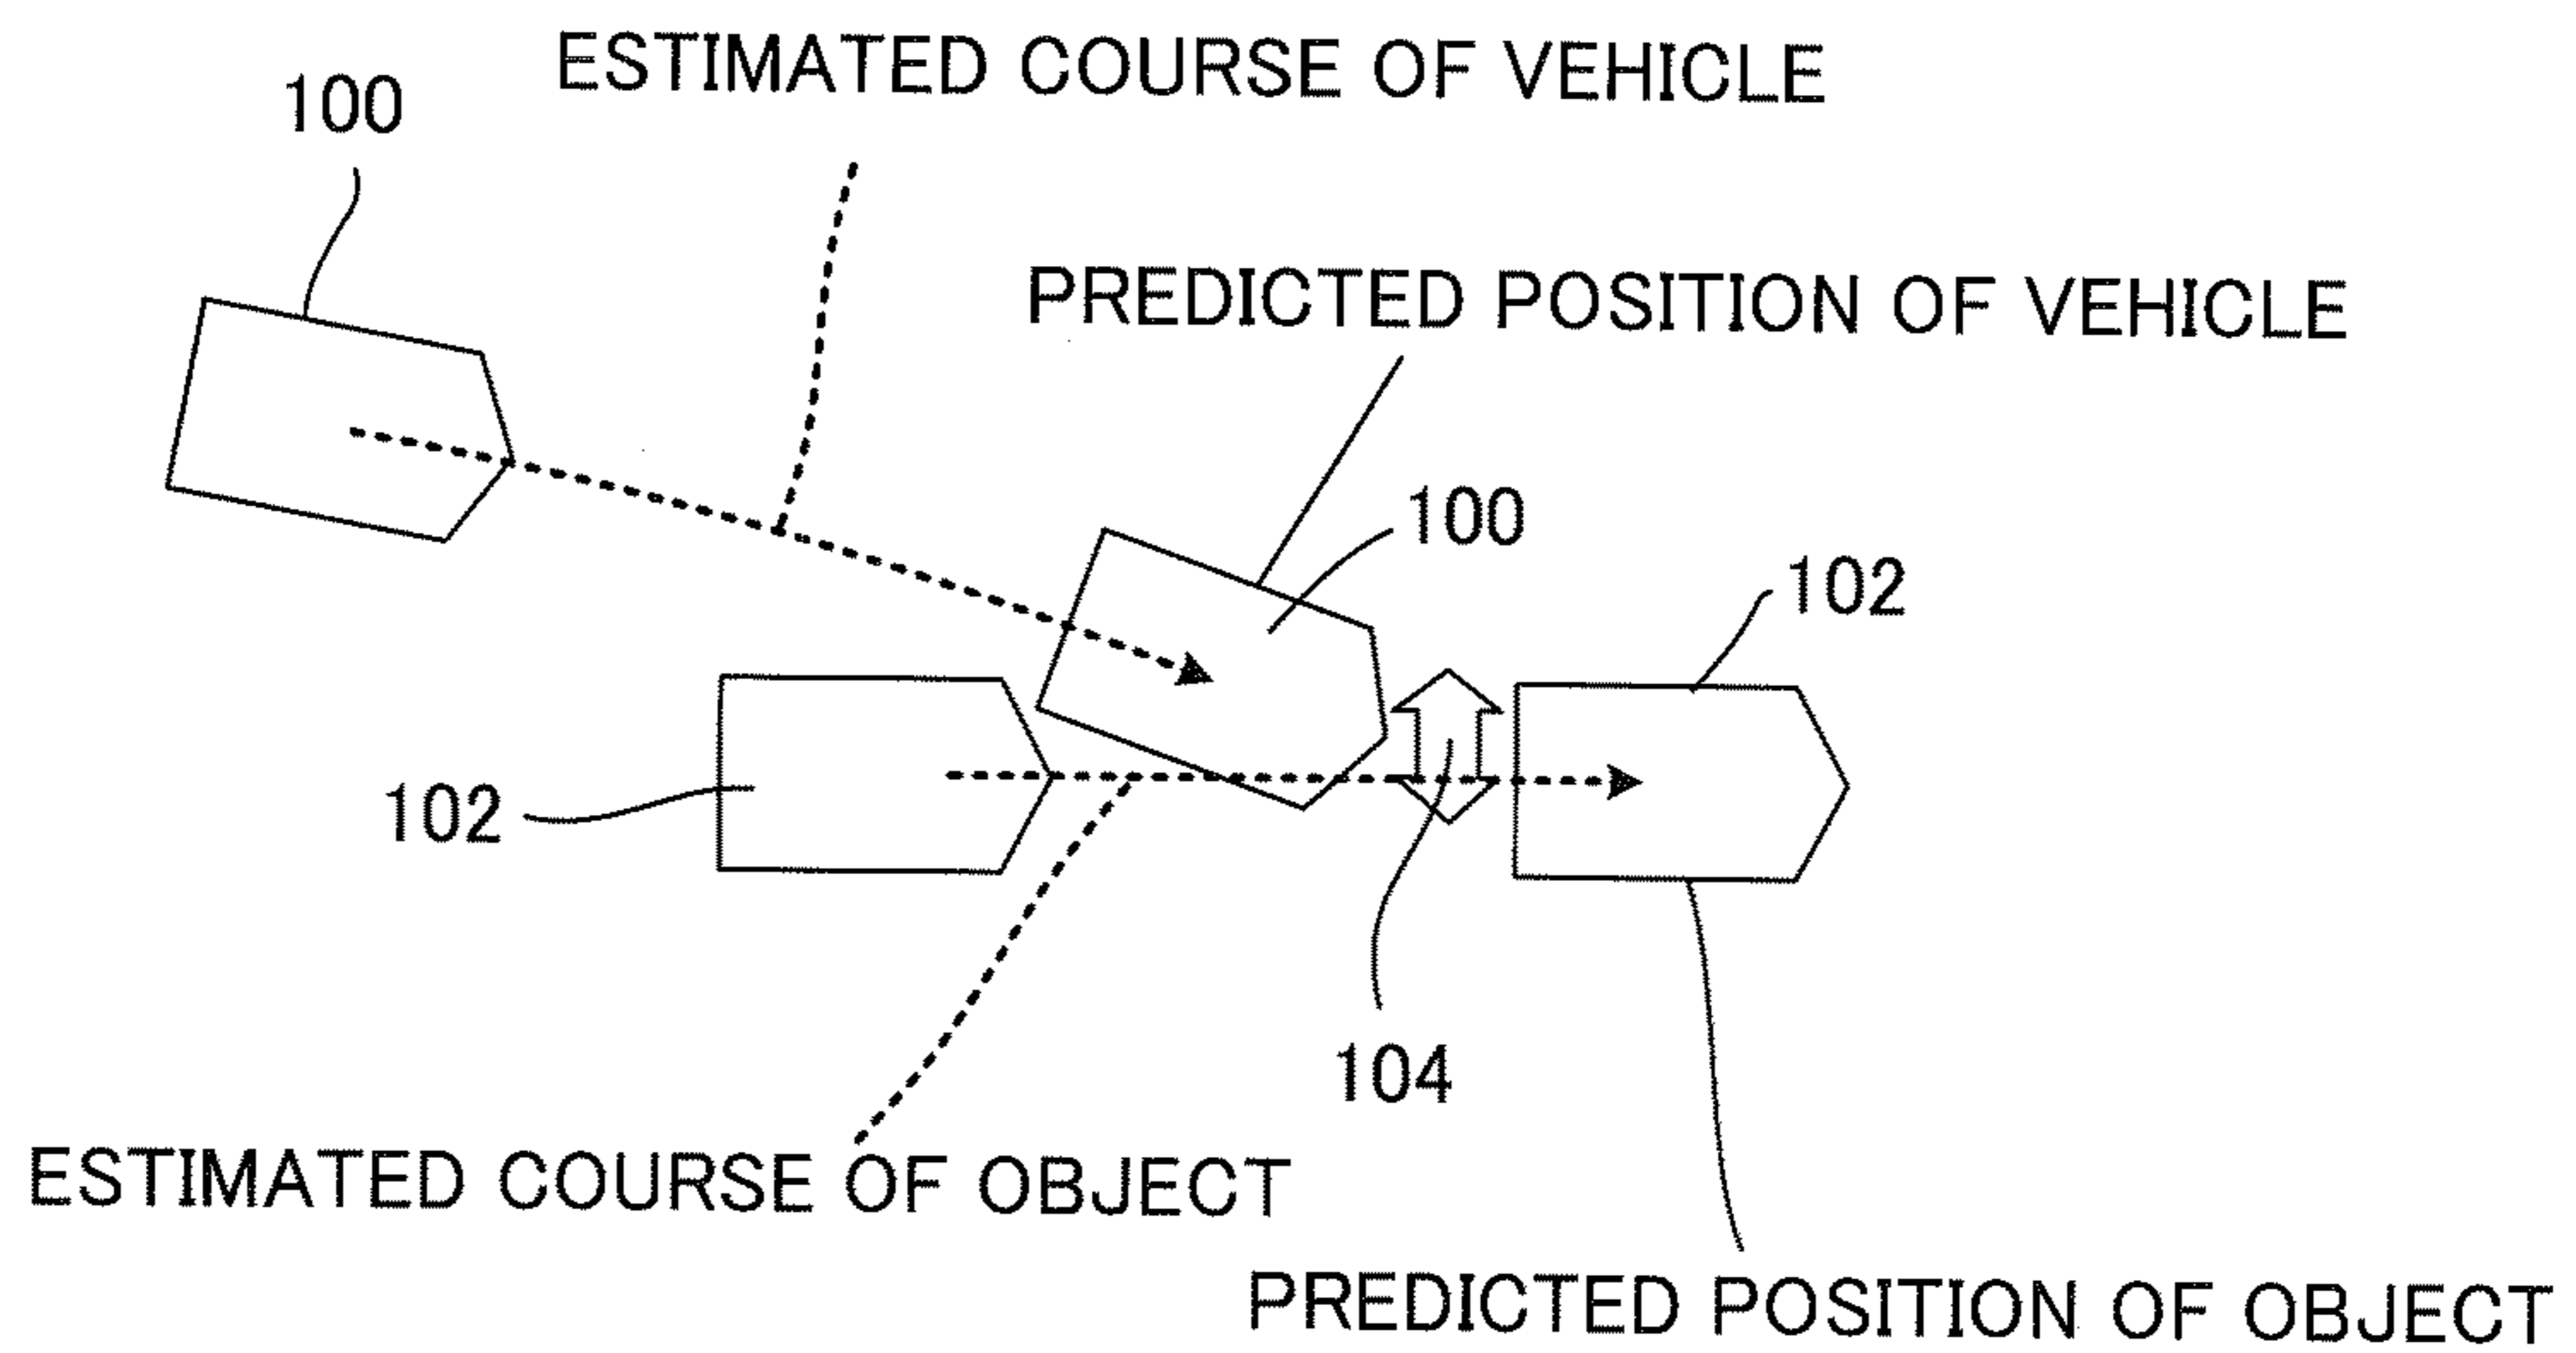 ESTIMATED COURSE OF VEHICLE
100
PREDICTED POSITION OF VEHICLE
100
102
102
104
ESTIMATED COURSE OF OBJECT
PREDICTED POSITION OF OBJECT